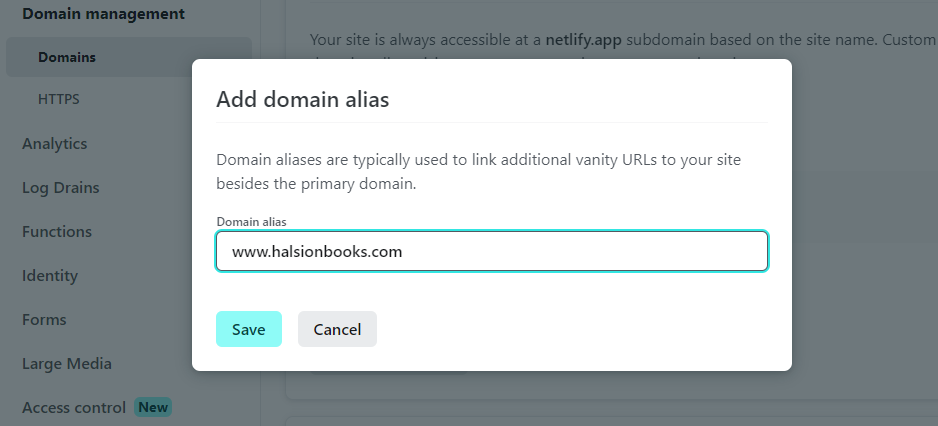 Domain management
Domains
HTTPS
Analytics
Log Drains
Functions
Identity
Forms
Large Media
Access control New
Your site is always accessible at a netlify.app subdomain based on the site name. Custom
Add domain alias
Domain aliases are typically used to link additional vanity URLs to your site
besides the primary domain.
Domain alias
www.halsionbooks.com
Save Cancel